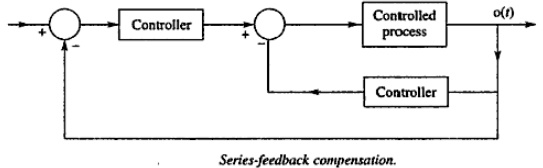 o(t)
Controlled
process
Controller
+
−
+
−
Controller
Series-feedback compensation.